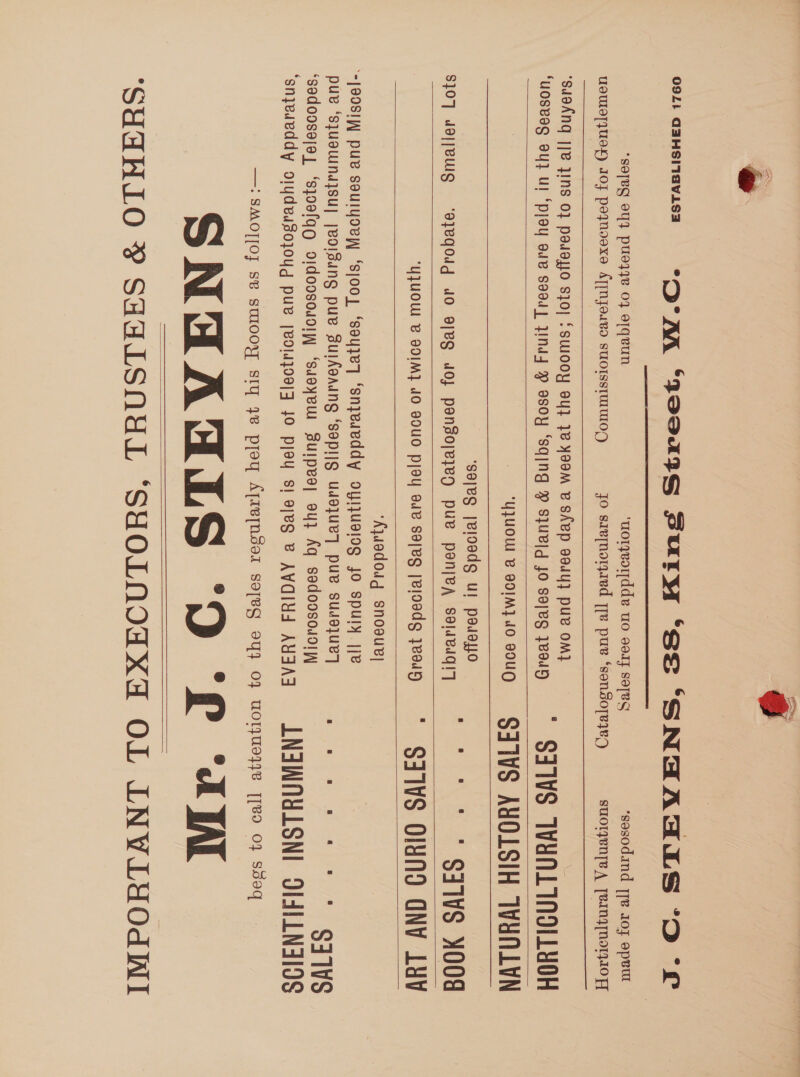 IMPORTANT TO EXECUTORS, TRUSTEES & OTHERS.
Mr. J. C. STEVENS
begs to call attention to the Sales regularly held at his Rooms as follows:—
SCIENTIFIC INSTRUMENT SALES
EVERY FRIDAY a Sale is held of Electrical and Photographic Apparatus,
Microscopes by the leading makers, Microscopic Objects, Telescopes,
Lanterns and Lantern Slides, Surveying and Surgical Instruments, and
all kinds of Scientific Apparatus, Lathes, Tools, Machinery and Miscel-
laneous Property.
ART AND CURIO SALES
Great Special Sales are held once or twice a month.
BOOK SALES
Libraries Valued and Catalogued for Sale or Probate. Smaller Lots
offered in Special Sales.
NATURAL HISTORY SALES
Once or twice a month.
HORTICULTURAL SALES
Great Sales of Plants & Bulbs, Rose & Fruit Trees are held, in the Season,
two and three days a week at the Rooms; lots offered to suit all buyers.
Horticultural Valuations made for all purposes.
Catalogues, and all particulars of Sales free on application.
Commissions carefully executed for Gentlemen unable to attend the Sales.
J. C. STEVENS, 38, King Street, W.C.
ESTABLISHED 1760